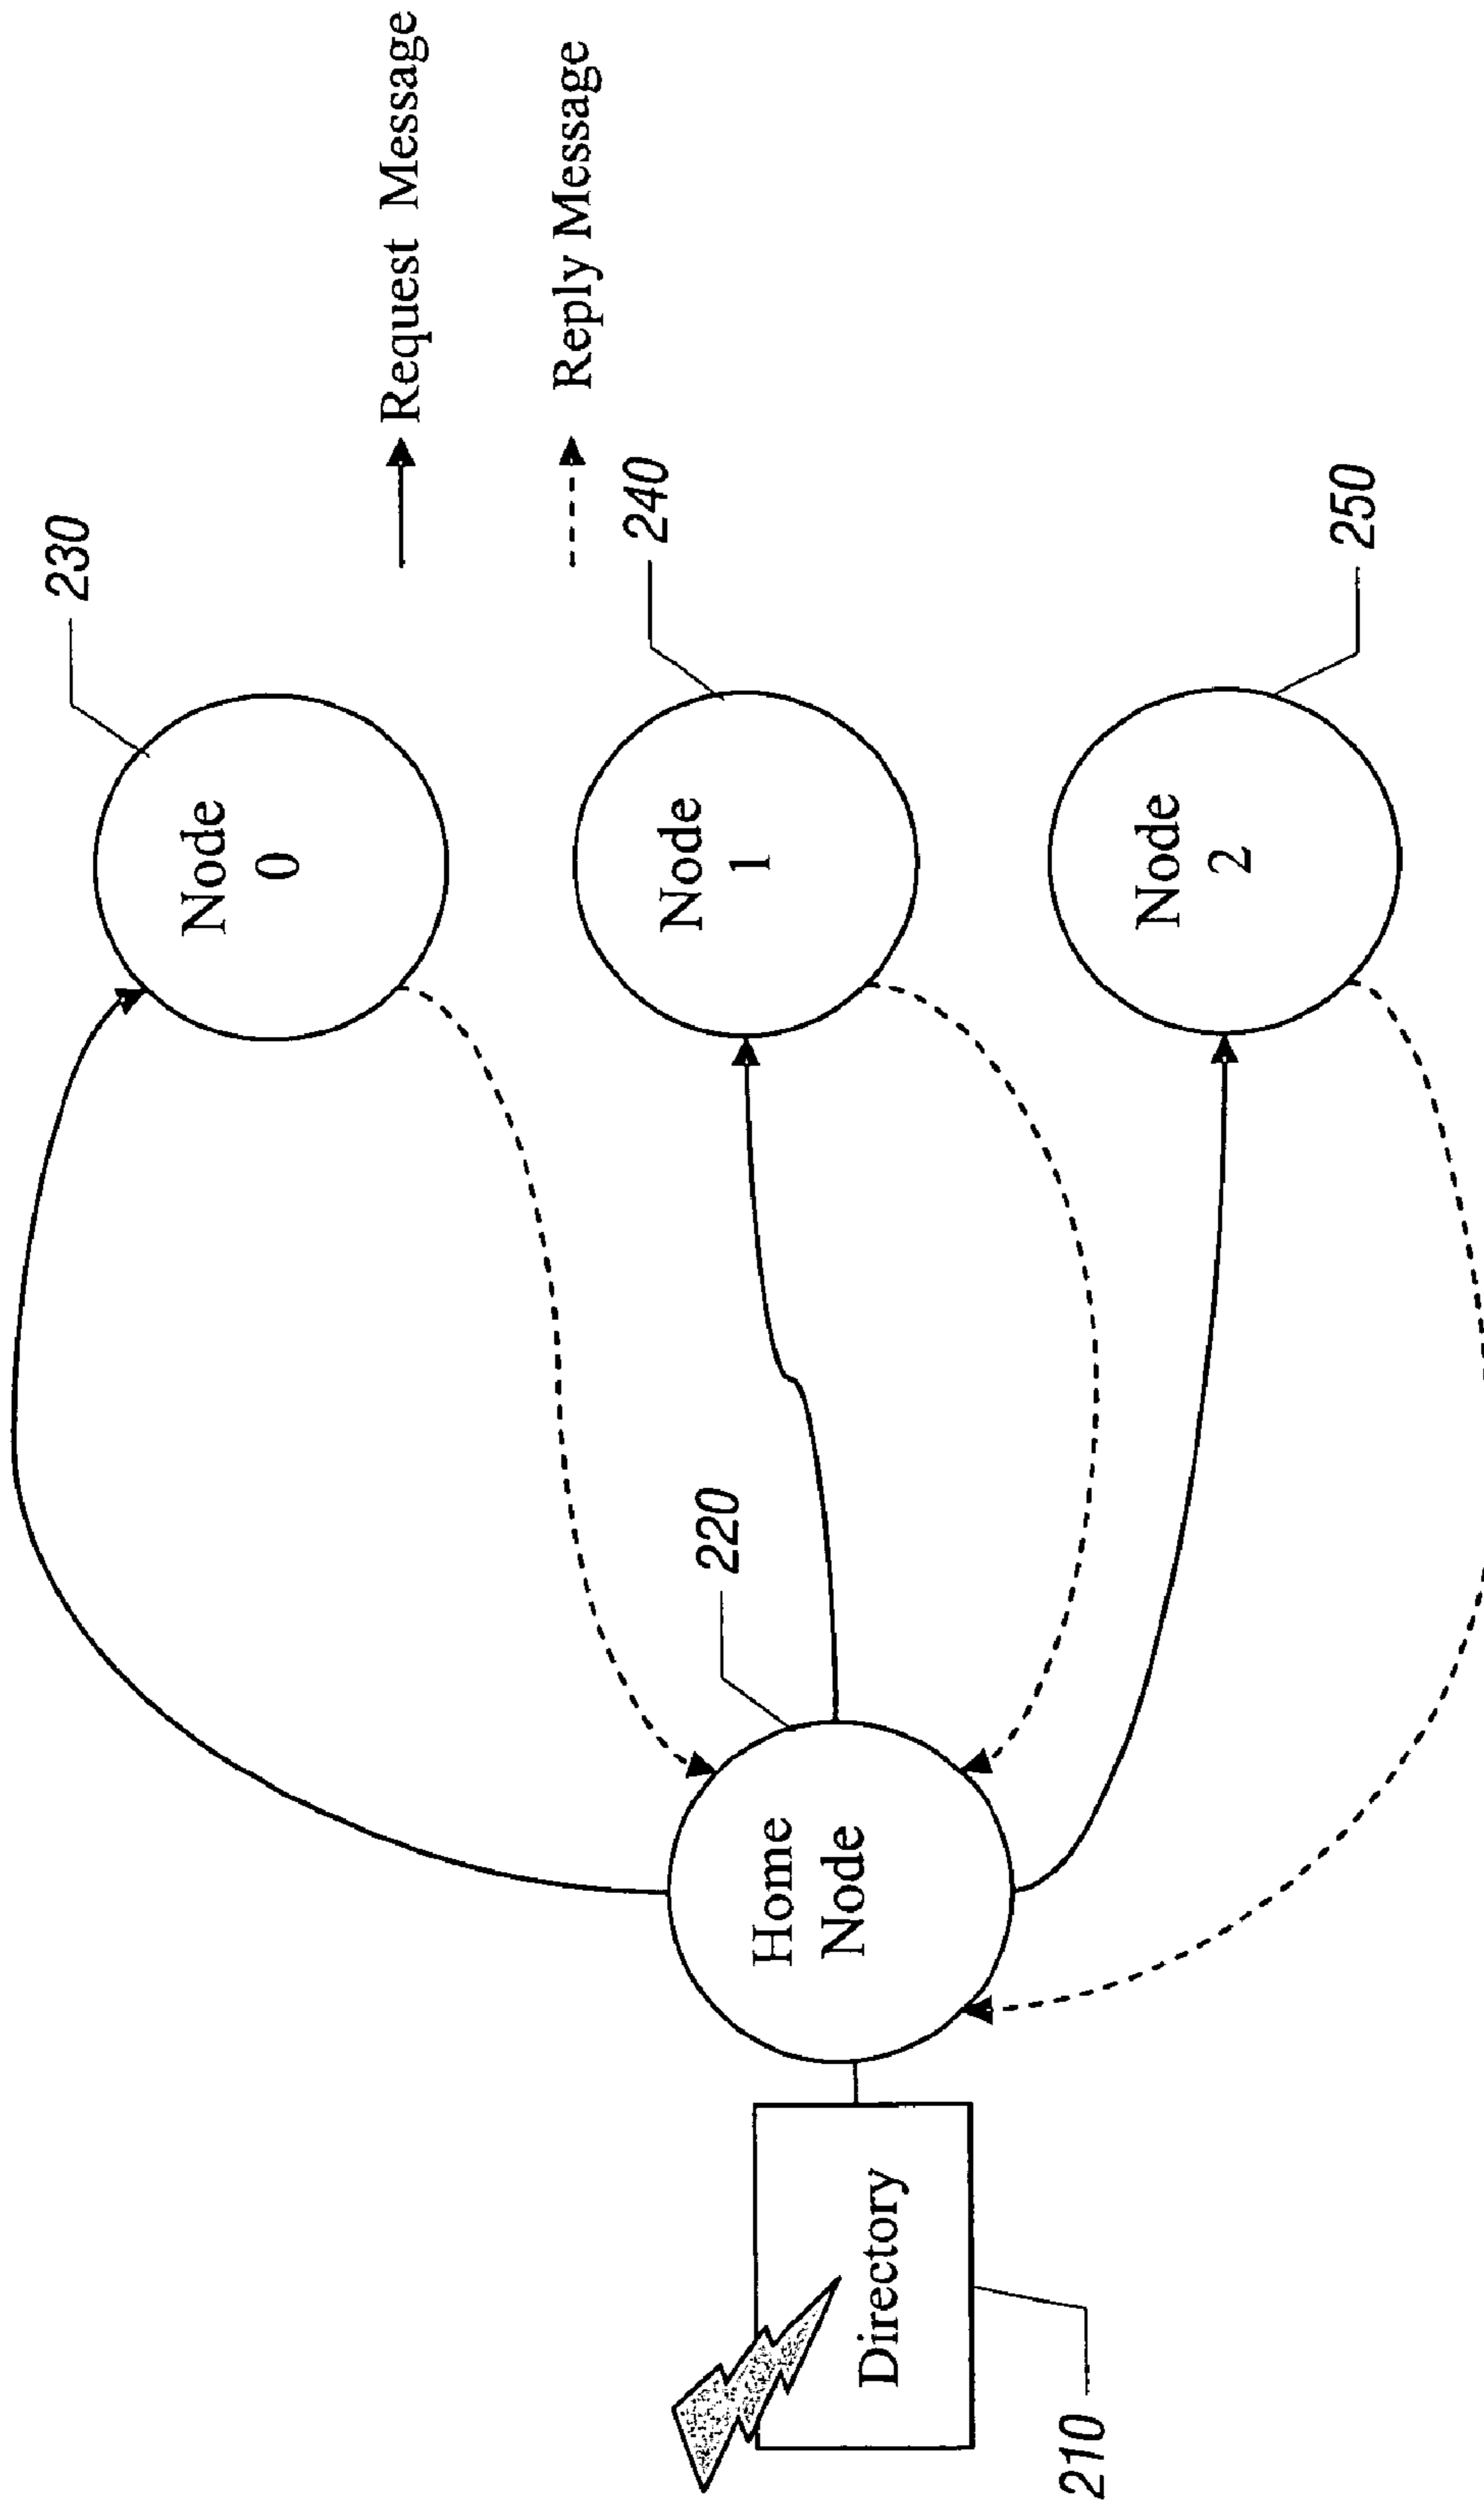 230
Request Message
Reply Message
Node
0
240
Node
1
250
Node
2
220
Home
Node
Directory
210